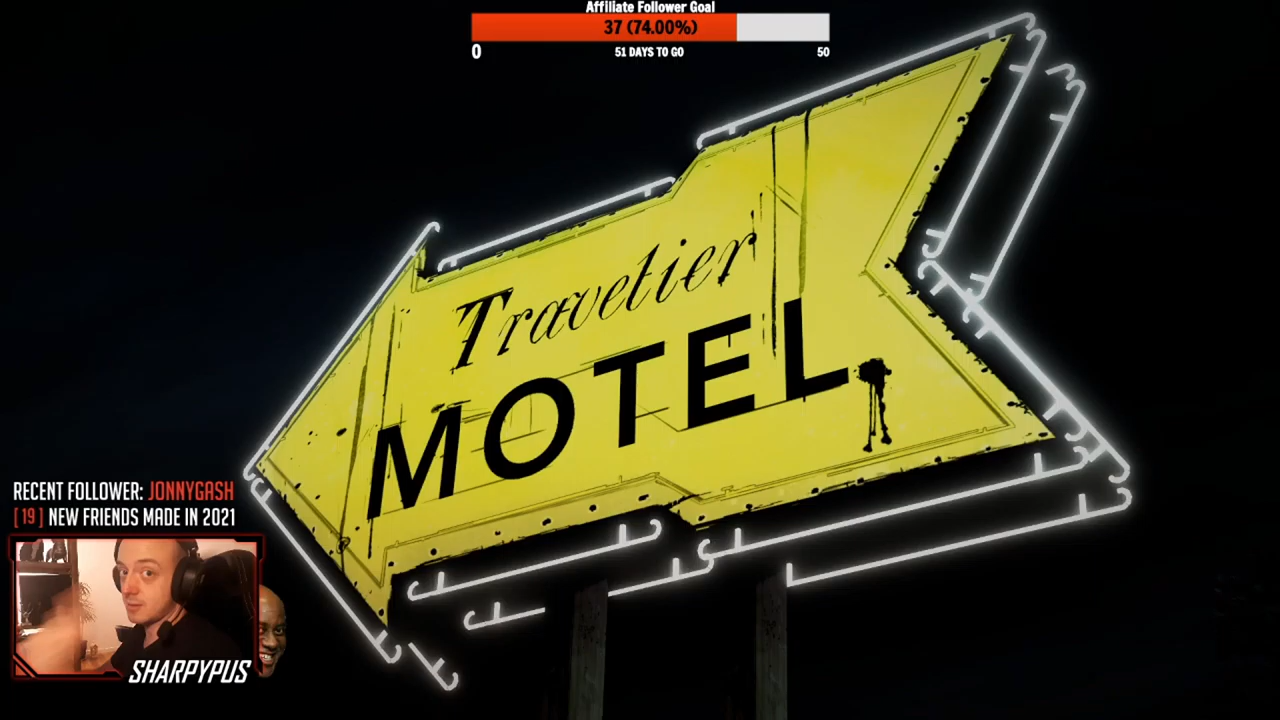 Affiliate Follower Goal
37 (74.00%)
0 51 DAYS TO GO 50
Travelier
MOTEL
RECENT FOLLOWER: JONNYGASH
[ 19 ] NEW FRIENDS MADE IN 2021
SHARPYPUS